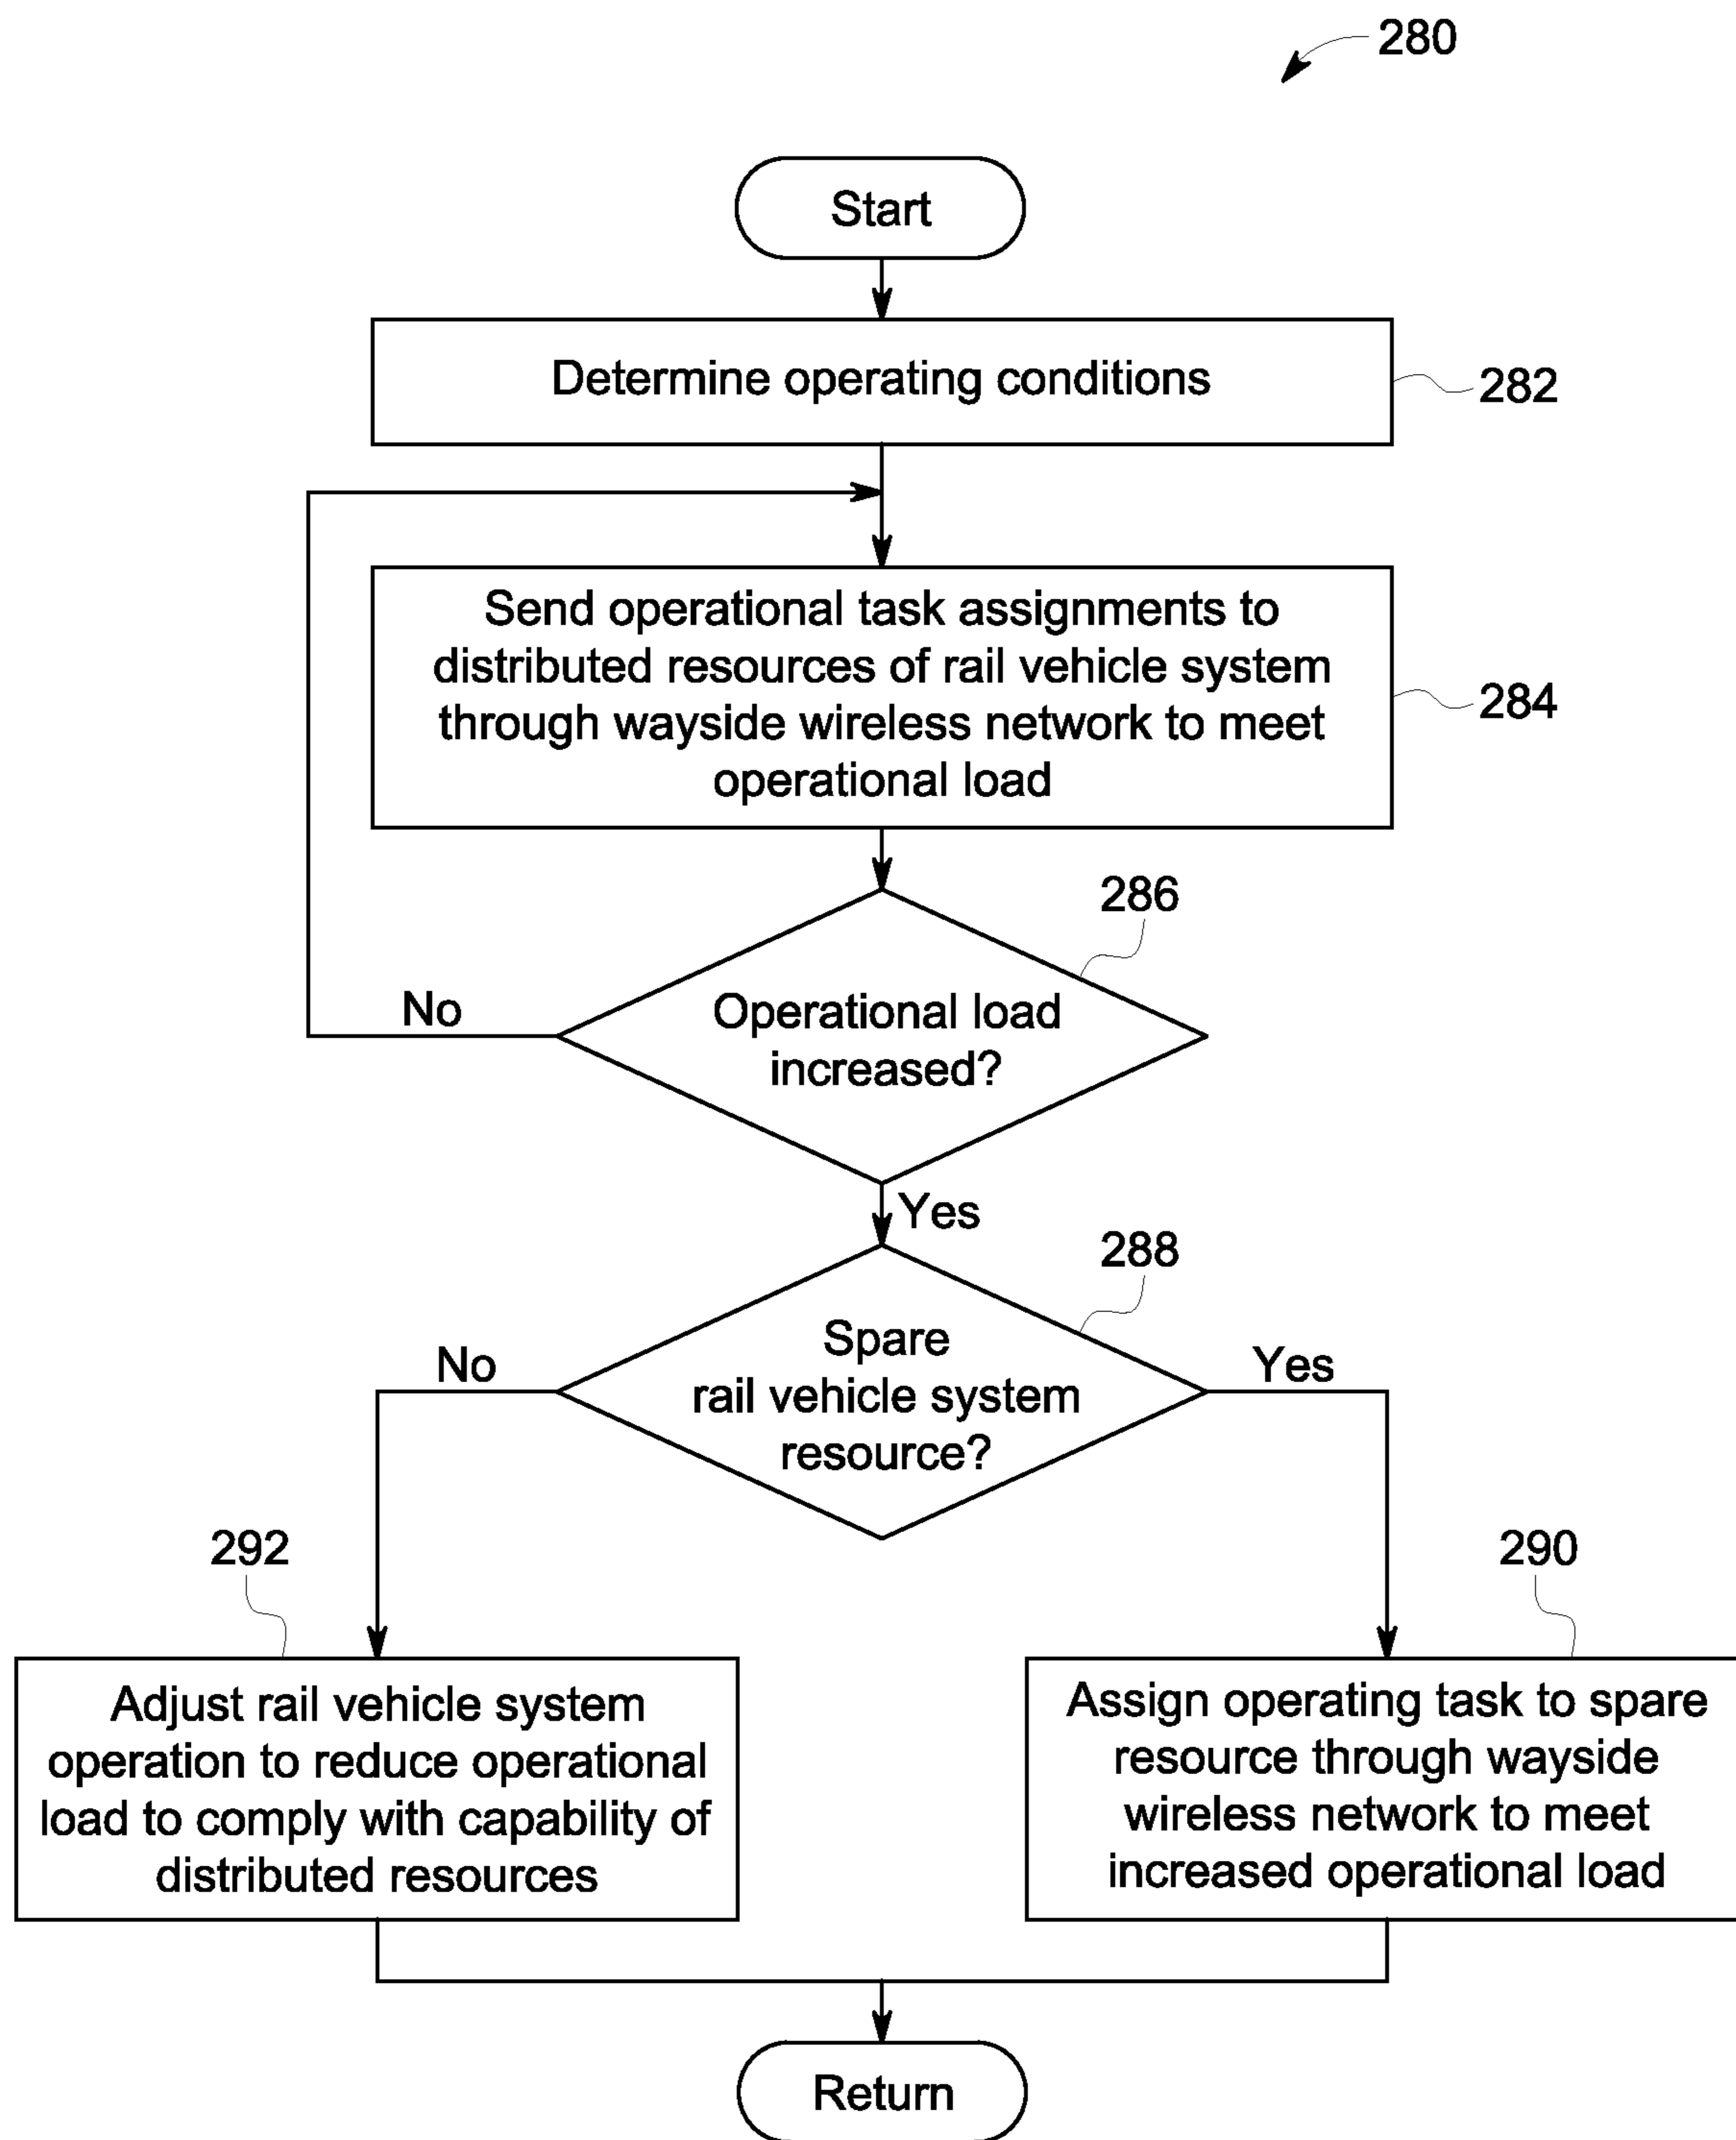 280
Start
Determine operating conditions
282
Send operational task assignments to
distributed resources of rail vehicle system
through wayside wireless network to meet
operational load
284
286
Operational load
increased?
No
Yes
288
Spare
rail vehicle system
resource?
No
Yes
292
290
Adjust rail vehicle system
operation to reduce operational
load to comply with capability of
distributed resources
Assign operating task to spare
resource through wayside
wireless network to meet
increased operational load
Return